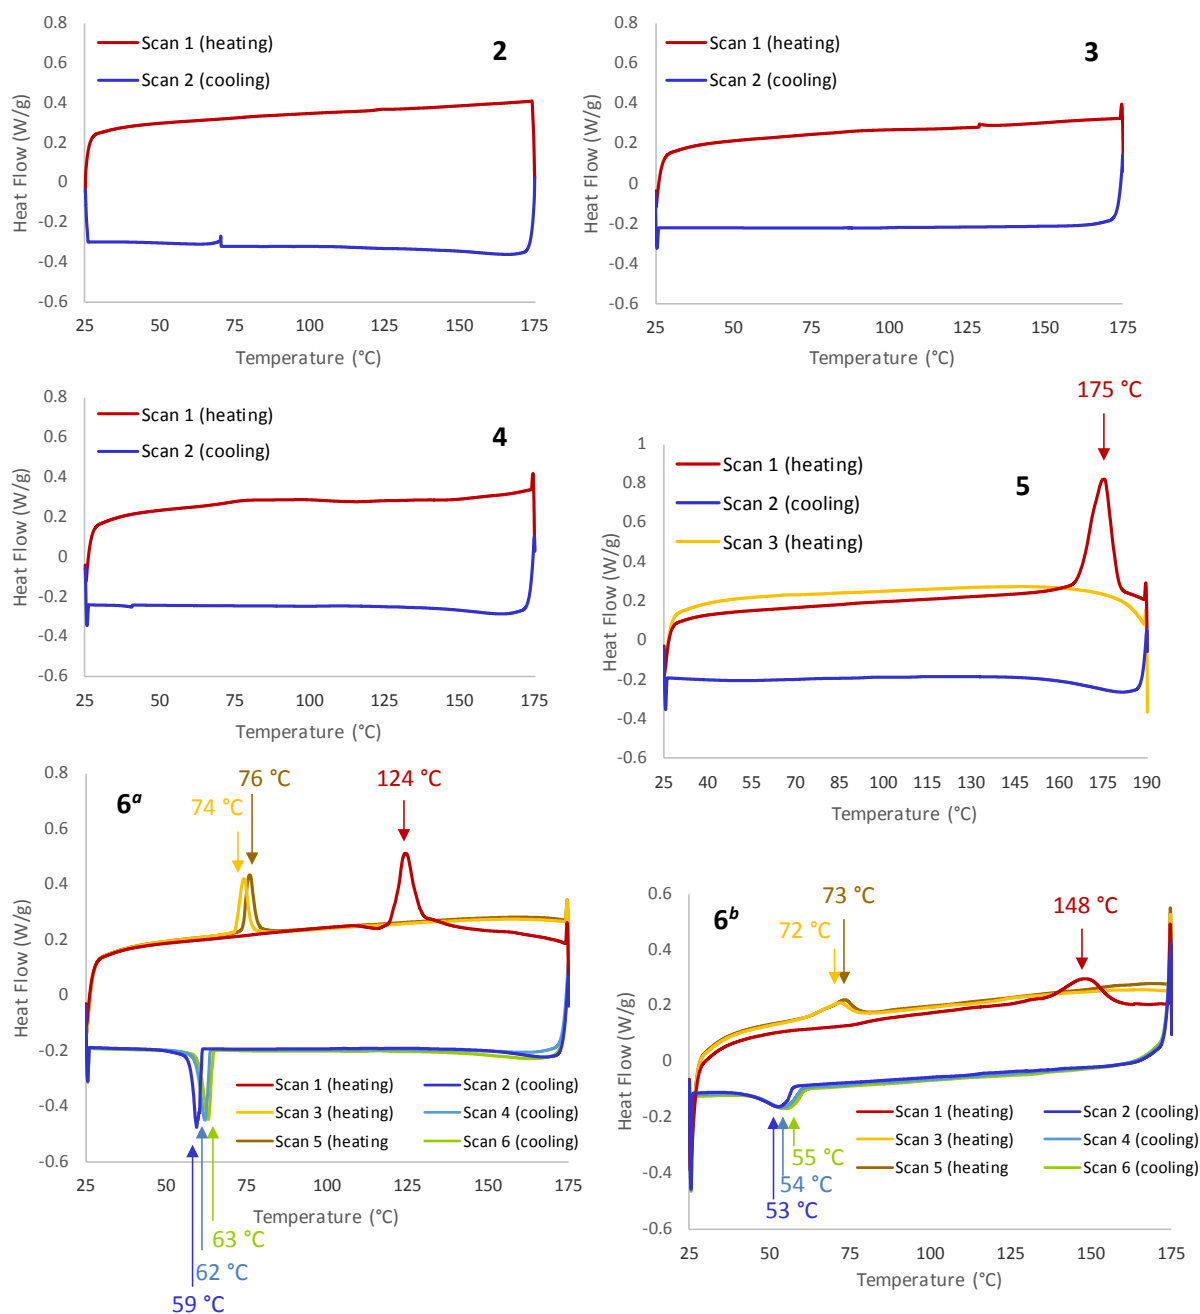 0.8
0.6
0.4
0.2
0
-0.2
-0.4
-0.6
Heat Flow (W/g)
Scan 1 (heating)
Scan 2 (cooling)
2
25 50 75 100 125 150 175
Temperature (°C)
0.8
0.6
0.4
0.2
0
-0.2
-0.4
-0.6
Heat Flow (W/g)
Scan 1 (heating)
Scan 2 (cooling)
3
25 50 75 100 125 150 175
Temperature (°C)
0.8
0.6
0.4
0.2
0
-0.2
-0.4
-0.6
Heat Flow (W/g)
Scan 1 (heating)
Scan 2 (cooling)
4
25 50 75 100 125 150 175
Temperature (°C)
175 °C
1
0.8
0.6
0.4
0.2
0
-0.2
-0.4
-0.6
Heat Flow (W/g)
Scan 1 (heating)
Scan 2 (cooling)
Scan 3 (heating)
5
25 40 55 70 85 100 115 130 145 160 175 190
Temperature (°C)
0.8
0.6
0.4
0.2
0
-0.2
-0.4
-0.6
Heat Flow (W/g)
6a
76 °C
124 °C
74 °C
Scan 1 (heating) Scan 2 (cooling)
Scan 3 (heating) Scan 4 (cooling)
Scan 5 (heating Scan 6 (cooling)
25 50 75 100 125 150 175
Temperature (°C)
63 °C
62 °C
59 °C
0.6
0.4
0.2
0
-0.2
-0.4
-0.6
Heat Flow (W/g)
6b
73 °C
148 °C
72 °C
Scan 1 (heating) Scan 2 (cooling)
Scan 3 (heating) Scan 4 (cooling)
Scan 5 (heating Scan 6 (cooling)
55 °C
54 °C
53 °C
25 50 75 100 125 150 175
Temperature (°C)